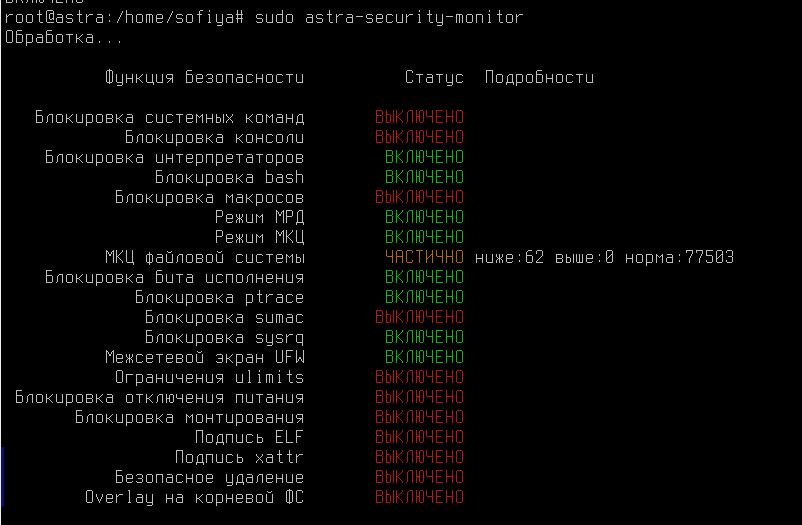 ВКЛЮЧЕНО
root@astra:/home/sofiya# sudo astra-security-monitor
Обработка...
Функция Безопасности Статус Подробности
Блокировка системных команд ВЫКЛЮЧЕНО
Блокировка консоли ВЫКЛЮЧЕНО
Блокировка интерпретаторов ВКЛЮЧЕНО
Блокировка bash ВКЛЮЧЕНО
Блокировка макросов ВЫКЛЮЧЕНО
Режим МРД ВКЛЮЧЕНО
Режим МКЦ ВКЛЮЧЕНО
МКЦ файловой системы ЧАСТИЧНО ниже:62 выше:0 норма:77503
Блокировка бита исполнения ВКЛЮЧЕНО
Блокировка ptrace ВКЛЮЧЕНО
Блокировка sumac ВЫКЛЮЧЕНО
Блокировка sysrq ВКЛЮЧЕНО
Межсетевой экран UFW ВКЛЮЧЕНО
Ограничения ulimits ВЫКЛЮЧЕНО
Блокировка отключения питания ВЫКЛЮЧЕНО
Блокировка монтирования ВЫКЛЮЧЕНО
Подпись ELF ВЫКЛЮЧЕНО
Подпись xattr ВЫКЛЮЧЕНО
Безопасное удаление ВЫКЛЮЧЕНО
Overlay на корневой ФС ВЫКЛЮЧЕНО